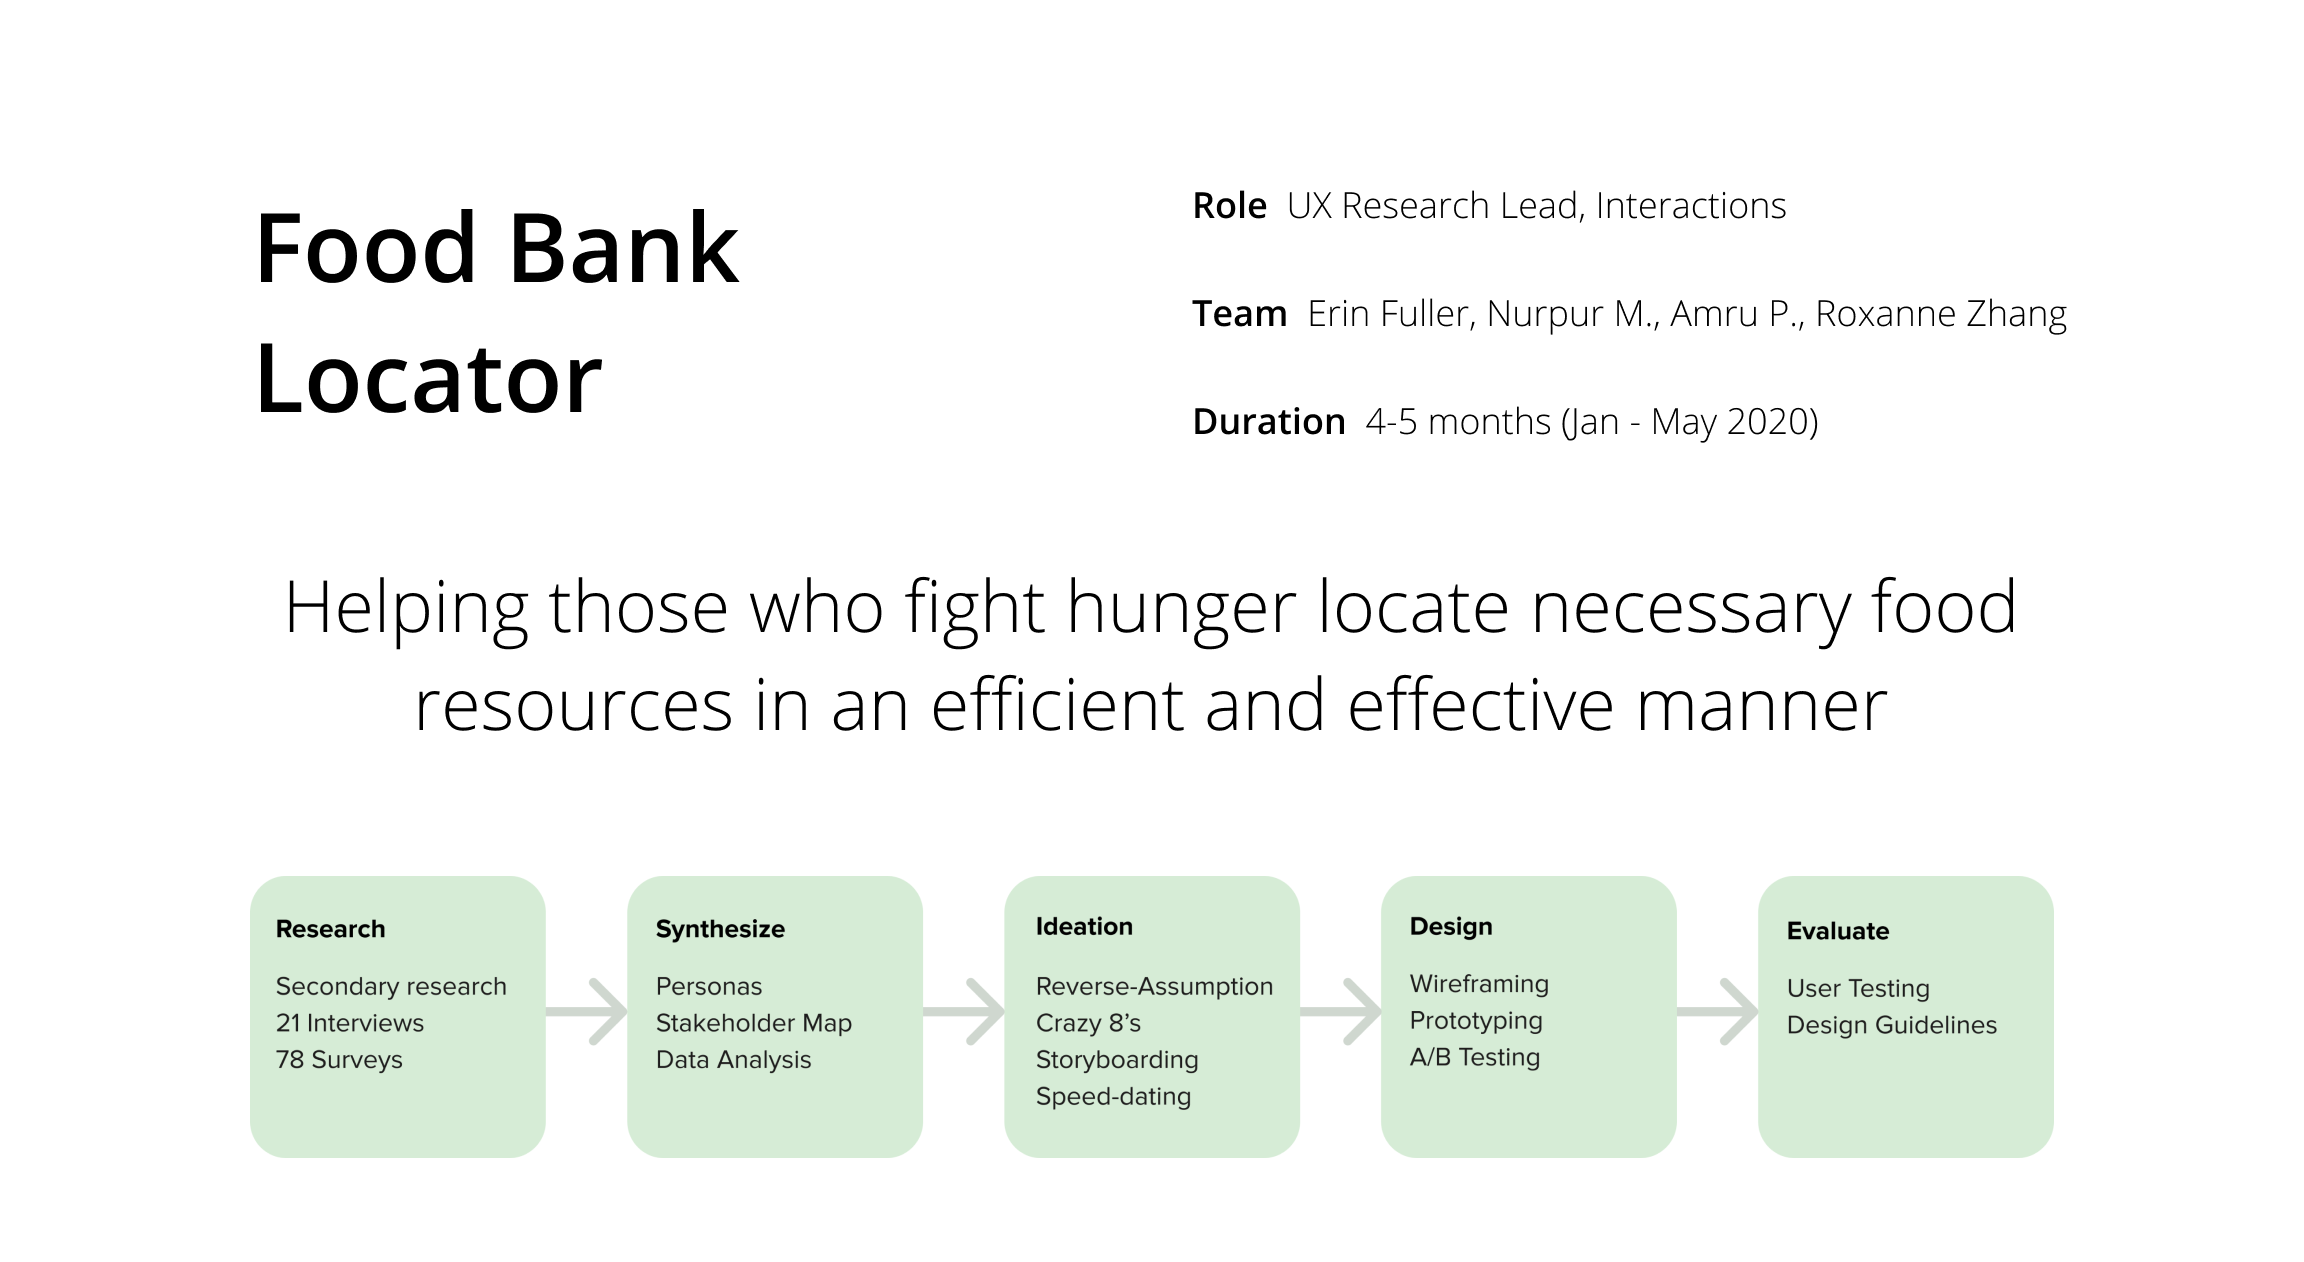 Food Bank
Locator
Role UX Research Lead, Interactions
Team Erin Fuller, Nurpur M., Amru P., Roxanne Zhang
Duration 4-5 months (Jan - May 2020)
Helping those who fight hunger locate necessary food
resources in an efficient and effective manner
Research
Secondary research
21 Interviews
78 Surveys
Synthesize
Personas
Stakeholder Map
Data Analysis
Ideation
Reverse-Assumption
Crazy 8’s
Storyboarding
Speed-dating
Design
Wireframing
Prototyping
A/B Testing
Evaluate
User Testing
Design Guidelines